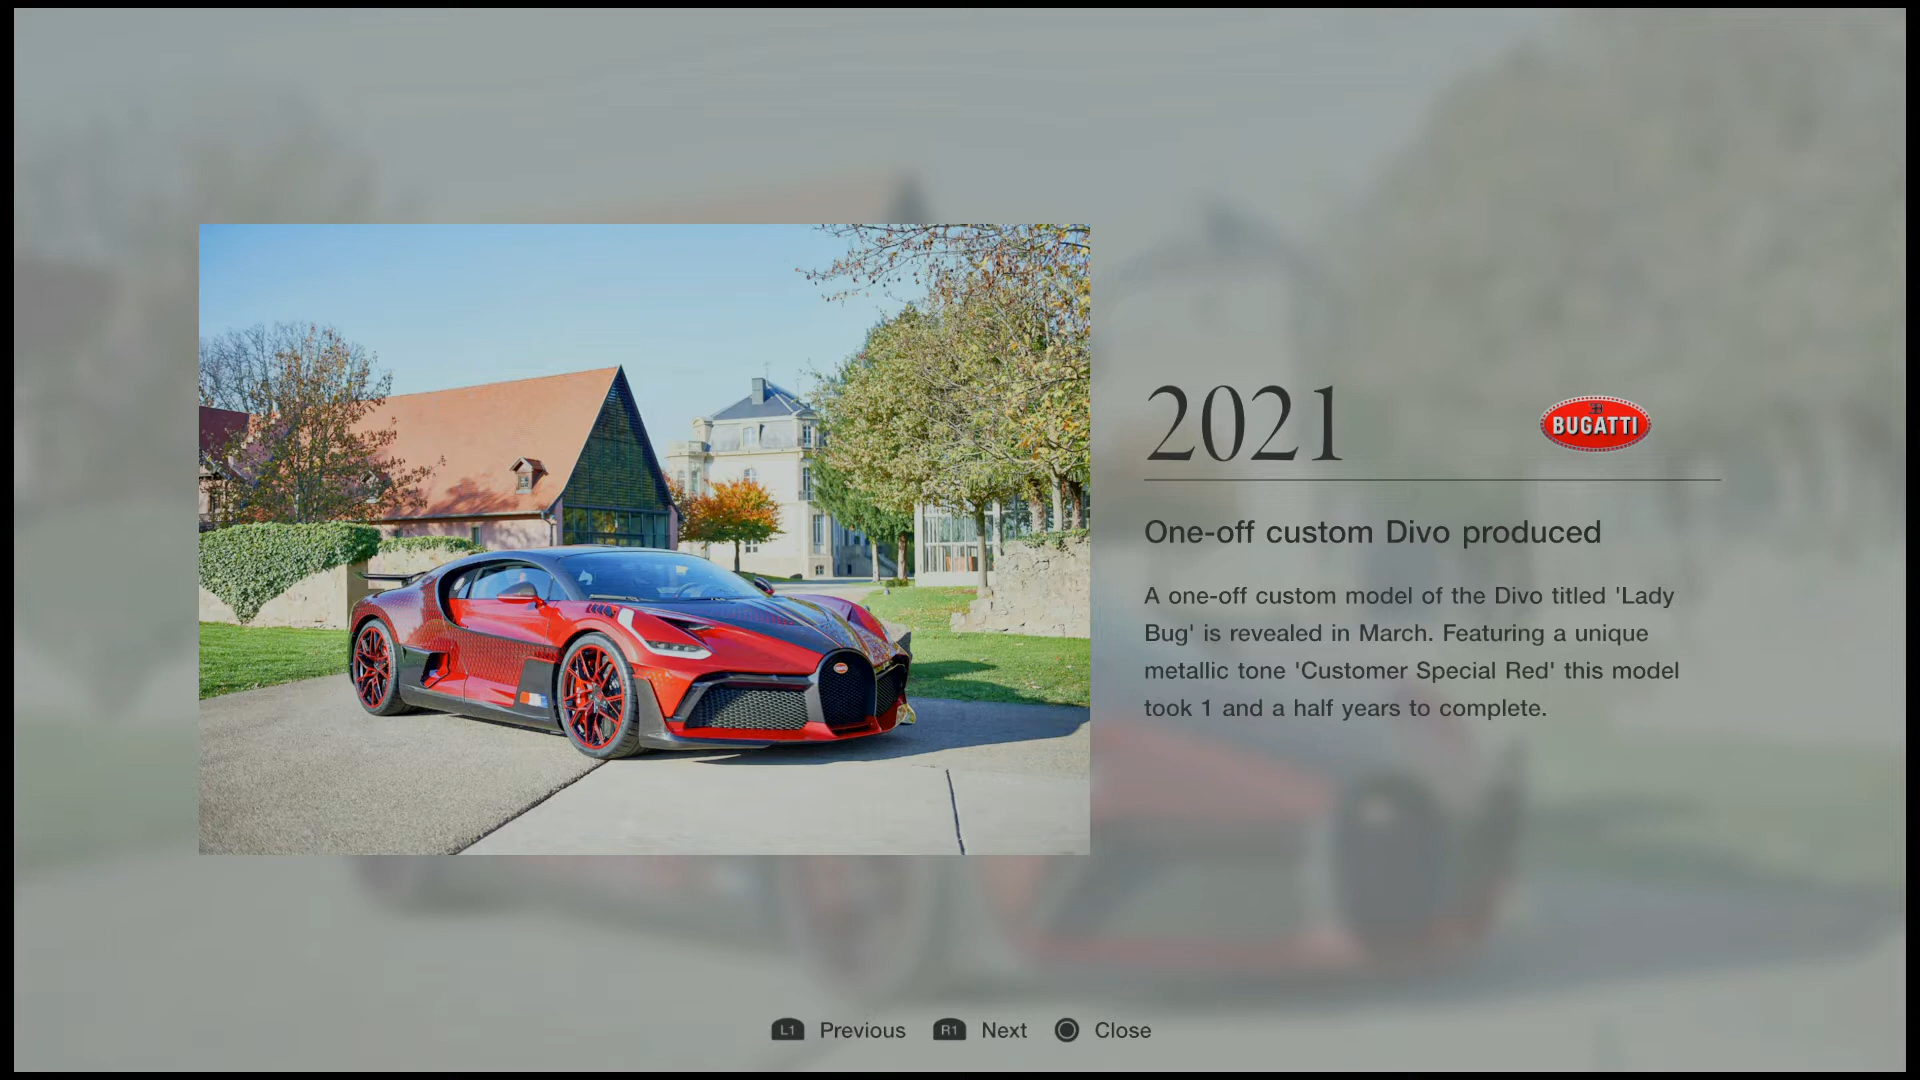 2021
BUGATTI
One-off custom Divo produced
A one-off custom model of the Divo titled 'Lady
Bug' is revealed in March. Featuring a unique
metallic tone 'Customer Special Red' this model
took 1 and a half years to complete.
L1 Previous R1 Next Close